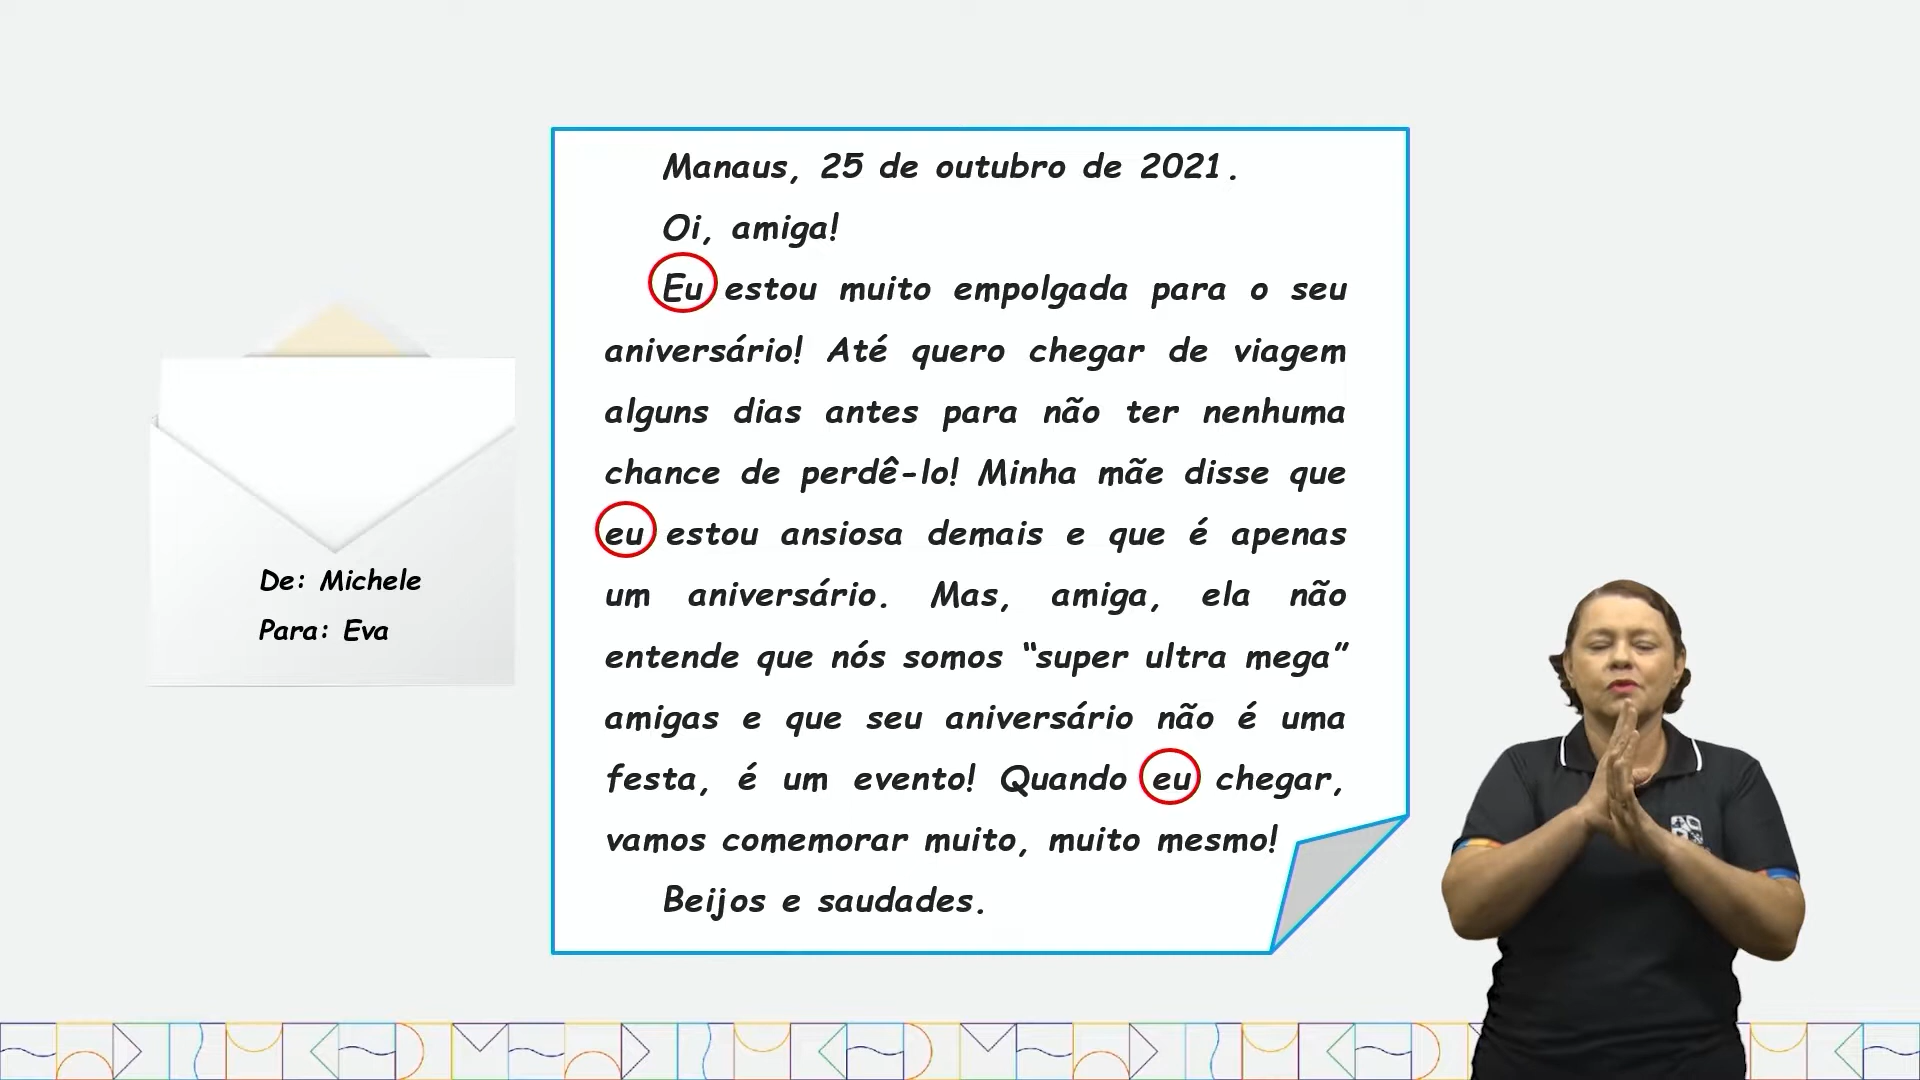 Manaus, 25 de outubro de 2021.
Oi, amiga!
Eu estou muito empolgada para o seu
aniversário! Até quero chegar de viagem
alguns dias antes para não ter nenhuma
chance de perdê-lo! Minha mãe disse que
eu estou ansiosa demais e que é apenas
um aniversário. Mas, amiga, ela não
entende que nós somos “super ultra mega”
amigas e que seu aniversário não é uma
festa, é um evento! Quando eu chegar,
vamos comemorar muito, muito mesmo!
Beijos e saudades.
De: Michele
Para: Eva